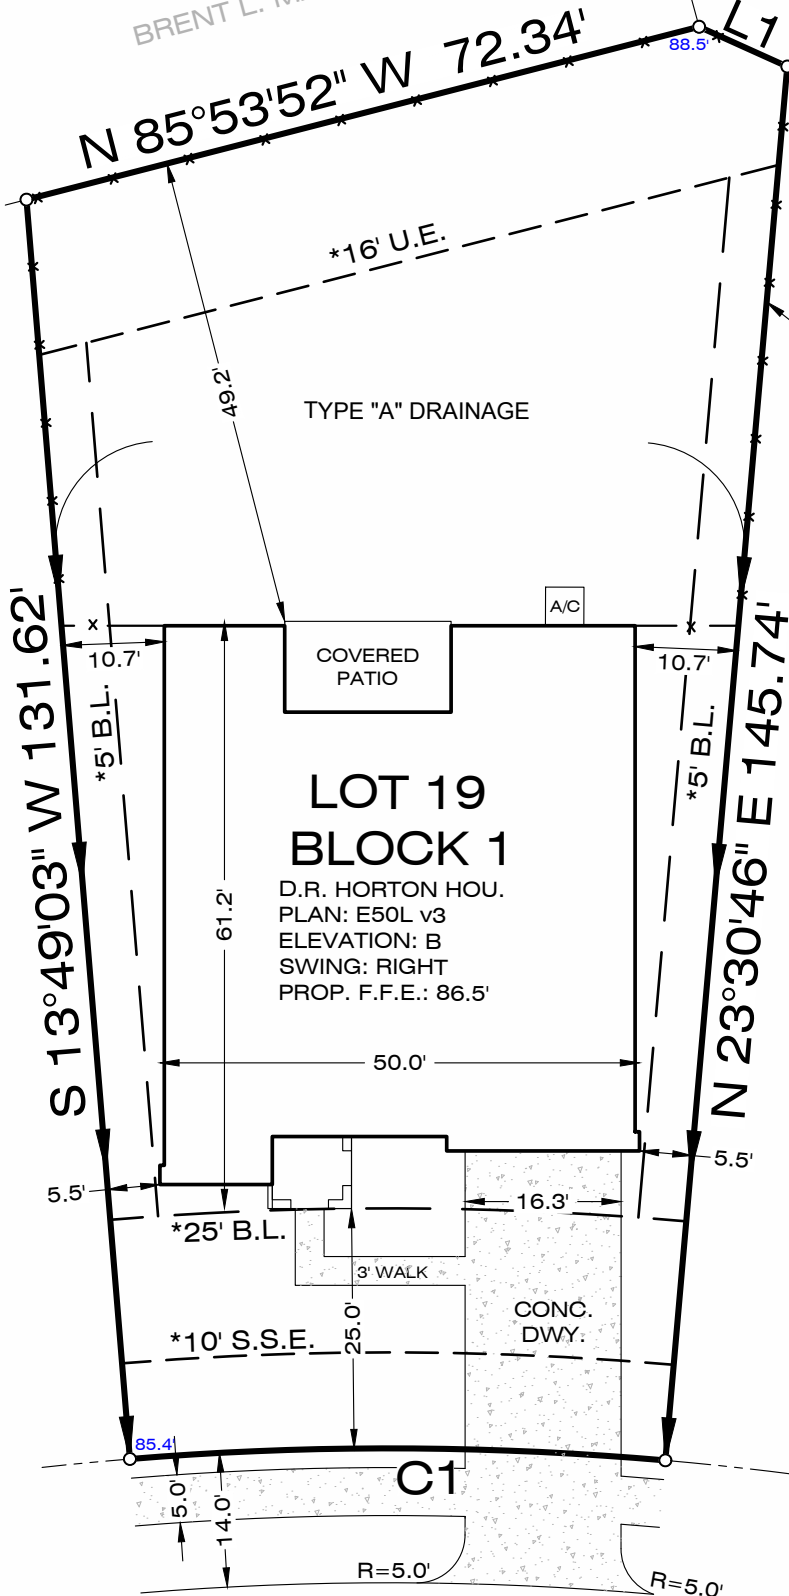 BRENT L.
L1
88.5'
N 85°53'52" W 72.34'
*16' U.E.
49.2'
TYPE "A" DRAINAGE
A/C
COVERED
PATIO
10.7'
10.7'
S 13°49'03" W 131.62'
*5' B.L.
*5' B.L.
N 23°30'46" E 145.74'
LOT 19
BLOCK 1
D.R. HORTON HOU.
PLAN: E50L v3
ELEVATION: B
SWING: RIGHT
PROP. F.F.E.: 86.5'
61.2'
50.0'
5.5'
5.5'
16.3'
*25' B.L.
3' WALK
25.0'
CONC.
DWY.
*10' S.S.E.
85.4'
C1
5.0'
14.0'
R=5.0'
R=5.0'